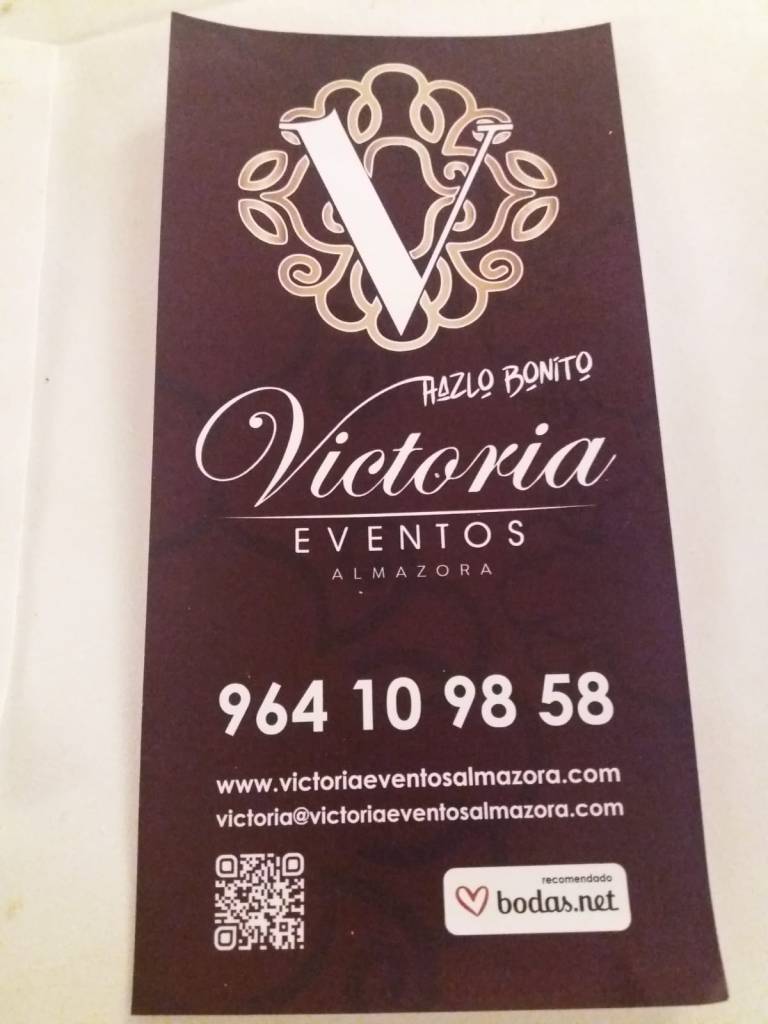 V
HAZLO BONITO
Victoria
EVENTOS
ALMAZORA
964 10 98 58
www.victoriaeventosalmazora.com
victoria@victoriaeventosalmazora.com
recomendado
bodas.net